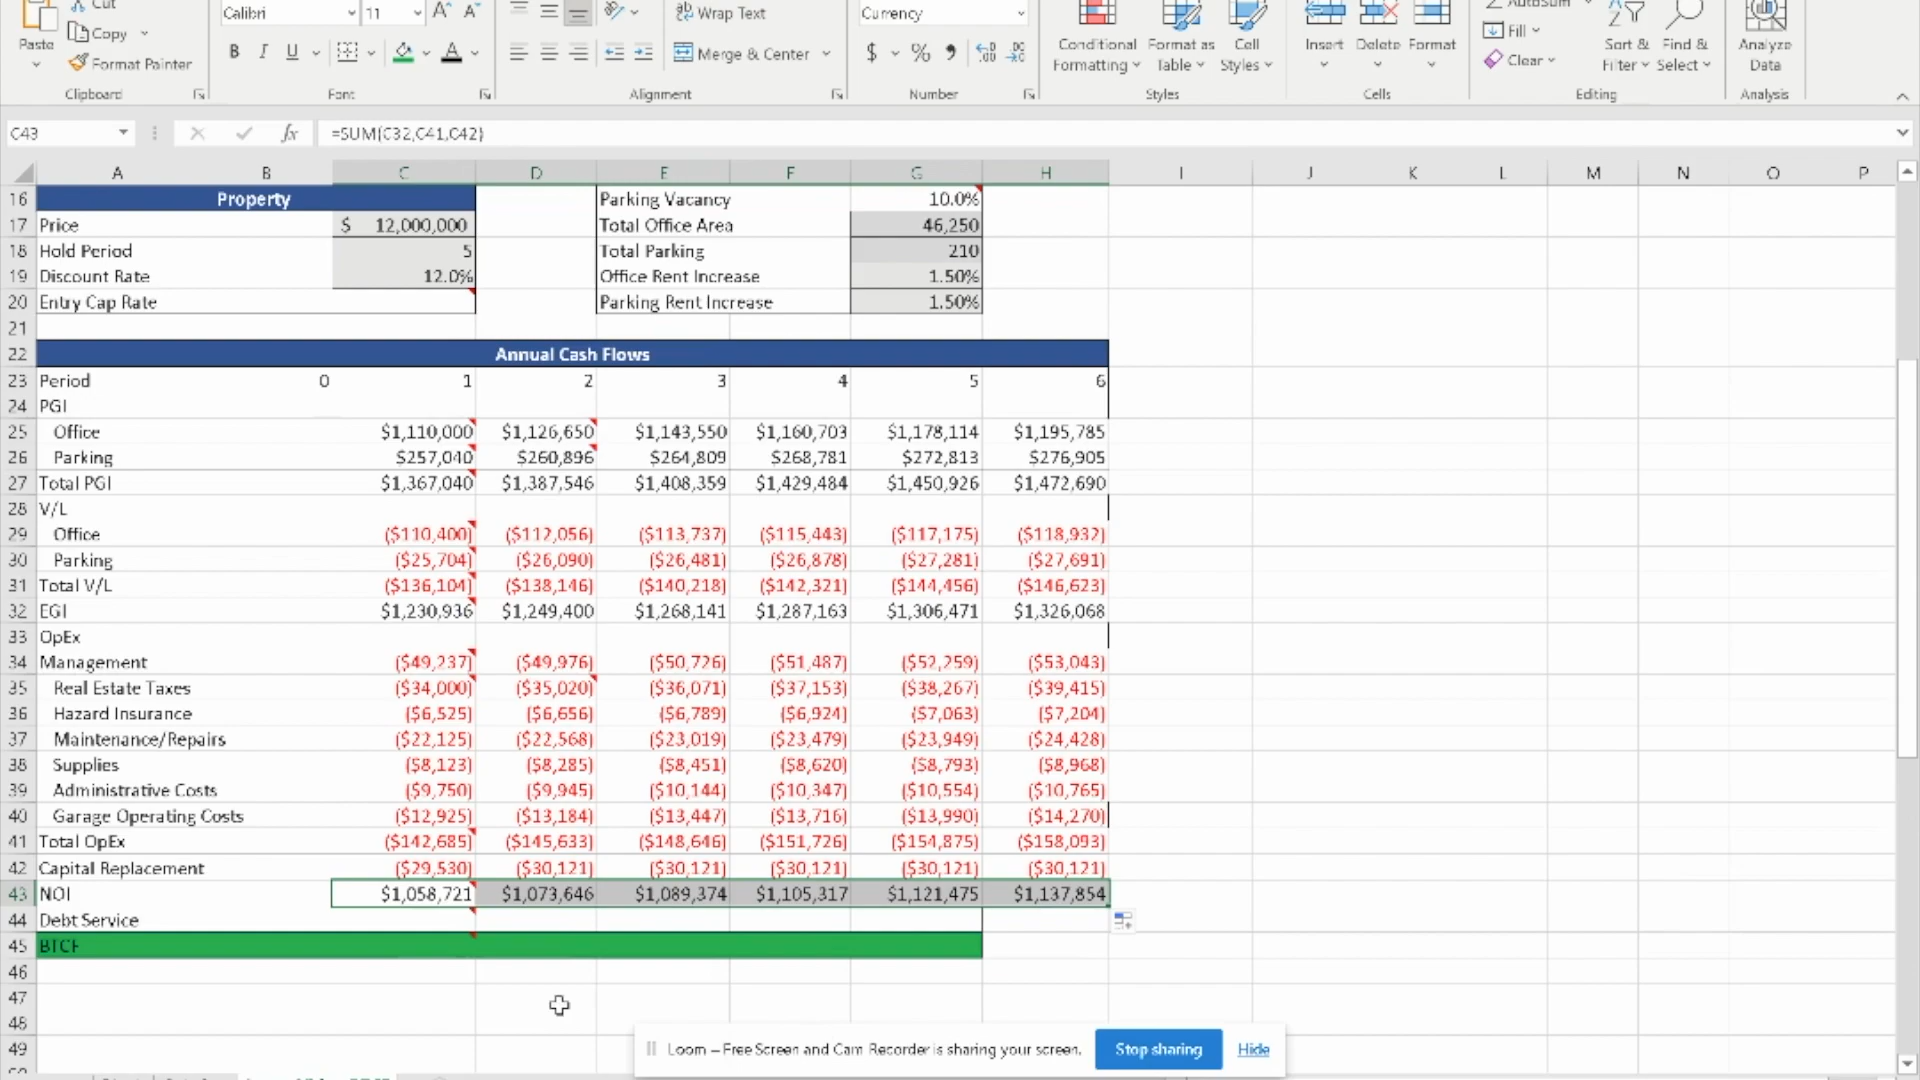 Cut
Calibri 11 A A Wrap Text Currency AutoSum
Paste Copy Conditional Format as Cell Insert Delete Format Fill Sort & Find & Analyze
Format Painter B I U A Merge & Center $ % Formatting Table Styles Clear Filter Select Data
Clipboard Font Alignment Number Styles Cells Editing Analysis
C43 fx =SUM(C32,C41,C42)
A B C D E F G H I J K L M N O P
16 Property Parking Vacancy 10.0%
17 Price $ 12,000,000 Total Office Area 46,250
18 Hold Period 5 Total Parking 210
19 Discount Rate 12.0% Office Rent Increase 1.50%
20 Entry Cap Rate Parking Rent Increase 1.50%
21
22 Annual Cash Flows
23 Period 0 1 2 3 4 5 6
24 PGI
25 Office $1,110,000 $1,126,650 $1,143,550 $1,160,703 $1,178,114 $1,195,785
26 Parking $257,040 $260,896 $264,809 $268,781 $272,813 $276,905
27 Total PGI $1,367,040 $1,387,546 $1,408,359 $1,429,484 $1,450,926 $1,472,690
28 V/L
29 Office ($110,400) ($112,056) ($113,737) ($115,443) ($117,175) ($118,932)
30 Parking ($25,704) ($26,090) ($26,481) ($26,878) ($27,281) ($27,691)
31 Total V/L ($136,104) ($138,146) ($140,218) ($142,321) ($144,456) ($146,623)
32 EGI $1,230,936 $1,249,400 $1,268,141 $1,287,163 $1,306,471 $1,326,068
33 OpEx
34 Management ($49,237) ($49,976) ($50,726) ($51,487) ($52,259) ($53,043)
35 Real Estate Taxes ($34,000) ($35,020) ($36,071) ($37,153) ($38,267) ($39,415)
36 Hazard Insurance ($6,525) ($6,656) ($6,789) ($6,924) ($7,063) ($7,204)
37 Maintenance/Repairs ($22,125) ($22,568) ($23,019) ($23,479) ($23,949) ($24,428)
38 Supplies ($8,123) ($8,285) ($8,451) ($8,620) ($8,793) ($8,968)
39 Administrative Costs ($9,750) ($9,945) ($10,144) ($10,347) ($10,554) ($10,765)
40 Garage Operating Costs ($12,925) ($13,184) ($13,447) ($13,716) ($13,990) ($14,270)
41 Total OpEx ($142,685) ($145,633) ($148,646) ($151,726) ($154,875) ($158,093)
42 Capital Replacement ($29,530) ($30,121) ($30,121) ($30,121) ($30,121) ($30,121)
43 NOI $1,058,721 $1,073,646 $1,089,374 $1,105,317 $1,121,475 $1,137,854
44 Debt Service
45 BTCF
46
47
48
49
Loom – Free Screen and Cam Recorder is sharing your screen. Stop sharing Hide